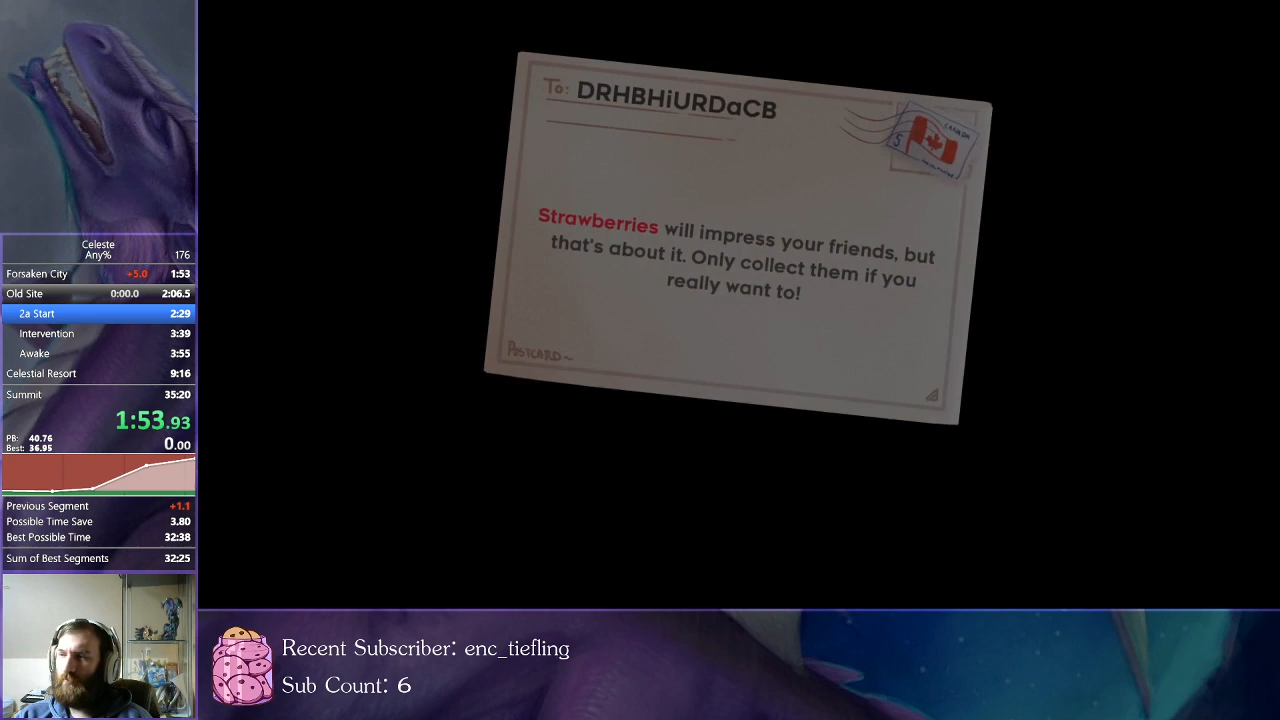 To: DRHBHiURDaCB
CANADA
5
Strawberries will impress your friends, but
that's about it. Only collect them if you
really want to!
POSTCARD~
Celeste
Any% 176
Forsaken City +5.0 1:53
Old Site 0:00.0 2:06.5
2a Start 2:29
Intervention 3:39
Awake 3:55
Celestial Resort 9:16
Summit 35:20
1:53.93
PB: 40.76 0.00
Best: 36.95
Previous Segment +1.1
Possible Time Save 3.80
Best Possible Time 32:38
Sum of Best Segments 32:25
Recent Subscriber: enc_tiefling
Sub Count: 6